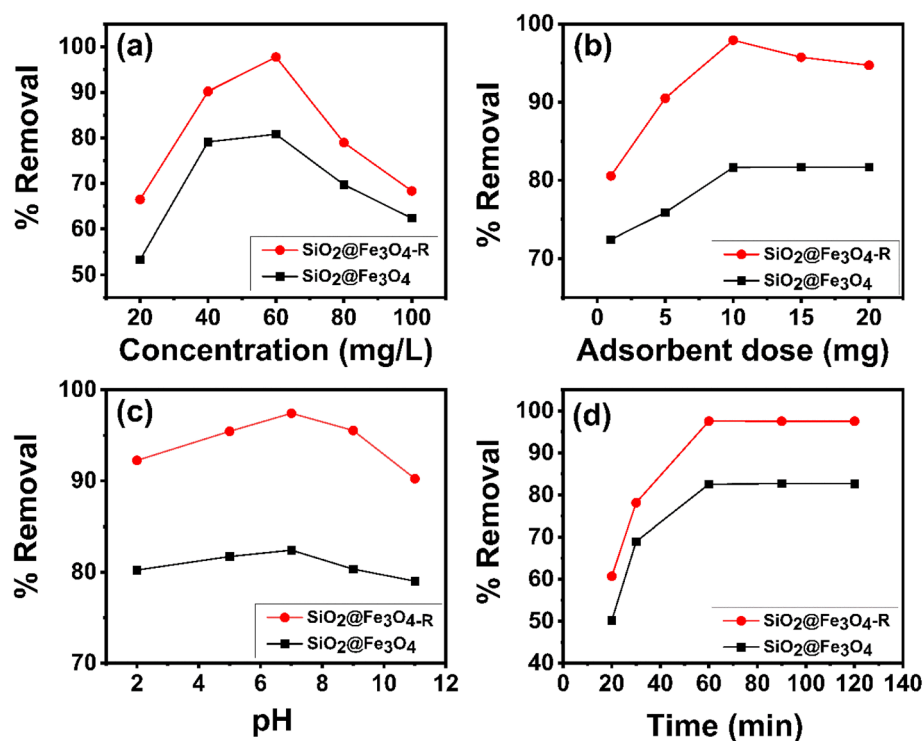 (a)
% Removal
100
90
80
70
60
50
20 40 60 80 100
Concentration (mg/L)
SiO2@Fe3O4-R
SiO2@Fe3O4
(b)
% Removal
100
90
80
70
0 5 10 15 20
Adsorbent dose (mg)
SiO2@Fe3O4-R
SiO2@Fe3O4
(c)
% Removal
100
90
80
70
2 4 6 8 10 12
pH
SiO2@Fe3O4-R
SiO2@Fe3O4
(d)
% Removal
100
90
80
70
60
50
40
0 20 40 60 80 100 120 140
Time (min)
SiO2@Fe3O4-R
SiO2@Fe3O4